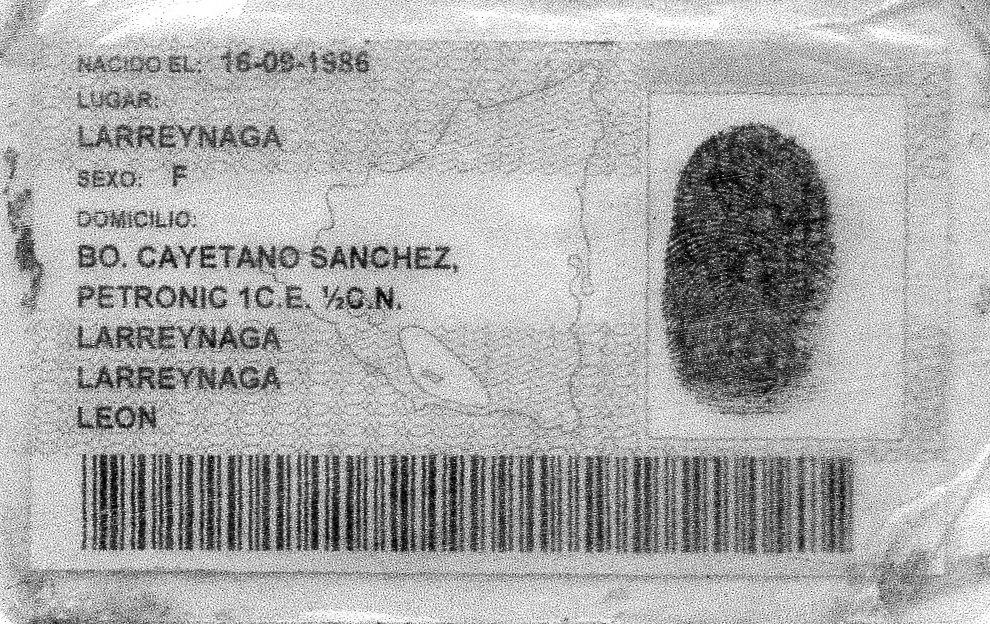 NACIDO EL: 16-09-1986
LUGAR:
LARREYNAGA
SEXO: F
DOMICILIO:
BO. CAYETANO SANCHEZ,
PETRONIC 1C.E. ½C.N.
LARREYNAGA
LARREYNAGA
LEON